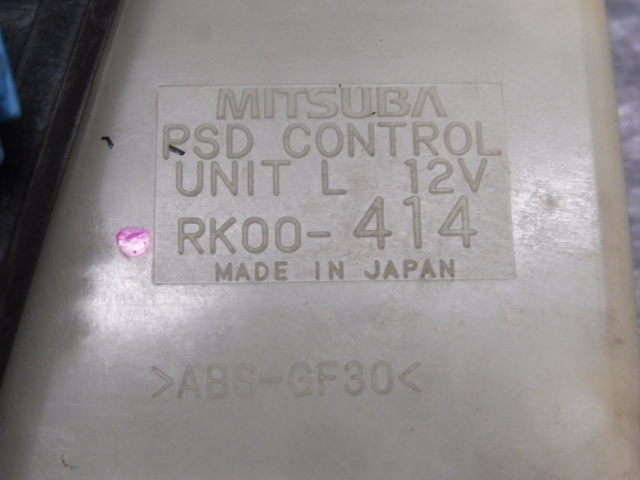 MITSUBA
PSD CONTROL
UNIT L 12V
RK00-414
MADE IN JAPAN
>ABS-GF30<